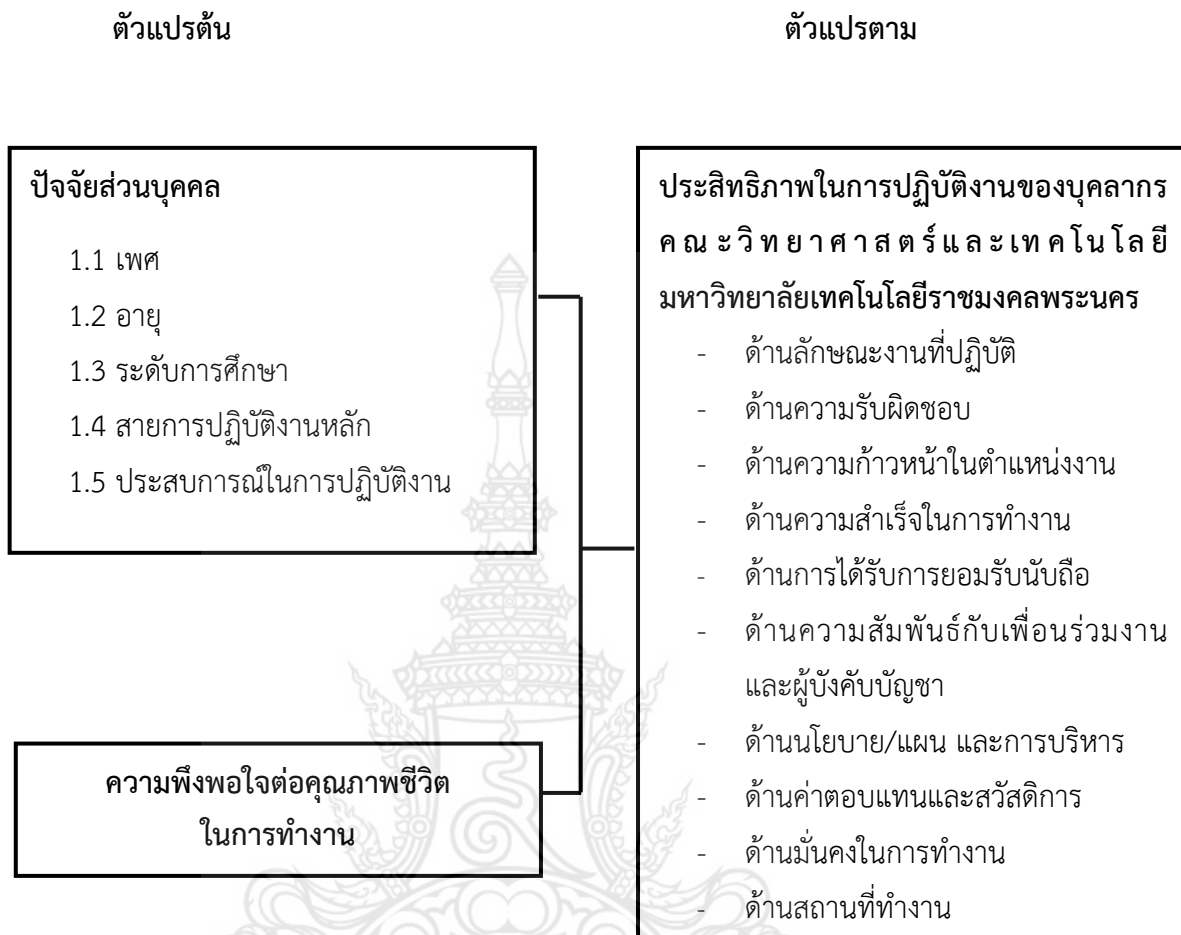 ตัวแปรต้น
ตัวแปรตาม
ปัจจัยส่วนบุคคล
1.1 เพศ
1.2 อายุ
1.3 ระดับการศึกษา
1.4 สายการปฏิบัติงานหลัก
1.5 ประสบการณ์ในการปฏิบัติงาน
ความพึงพอใจต่อคุณภาพชีวิต
ในการทำงาน
ประสิทธิภาพในการปฏิบัติงานของบุคลากร
คณะวิทยาศาสตร์และเทคโนโลยี
มหาวิทยาลัยเทคโนโลยีราชมงคลพระนคร
- ด้านลักษณะงานที่ปฏิบัติ
- ด้านความรับผิดชอบ
- ด้านความก้าวหน้าในตำแหน่งงาน
- ด้านความสำเร็จในการทำงาน
- ด้านการได้รับการยอมรับนับถือ
- ด้านความสัมพันธ์กับเพื่อนร่วมงาน
และผู้บังคับบัญชา
- ด้านนโยบาย/แผน และการบริหาร
- ด้านค่าตอบแทนและสวัสดิการ
- ด้านมั่นคงในการทำงาน
- ด้านสถานที่ทำงาน